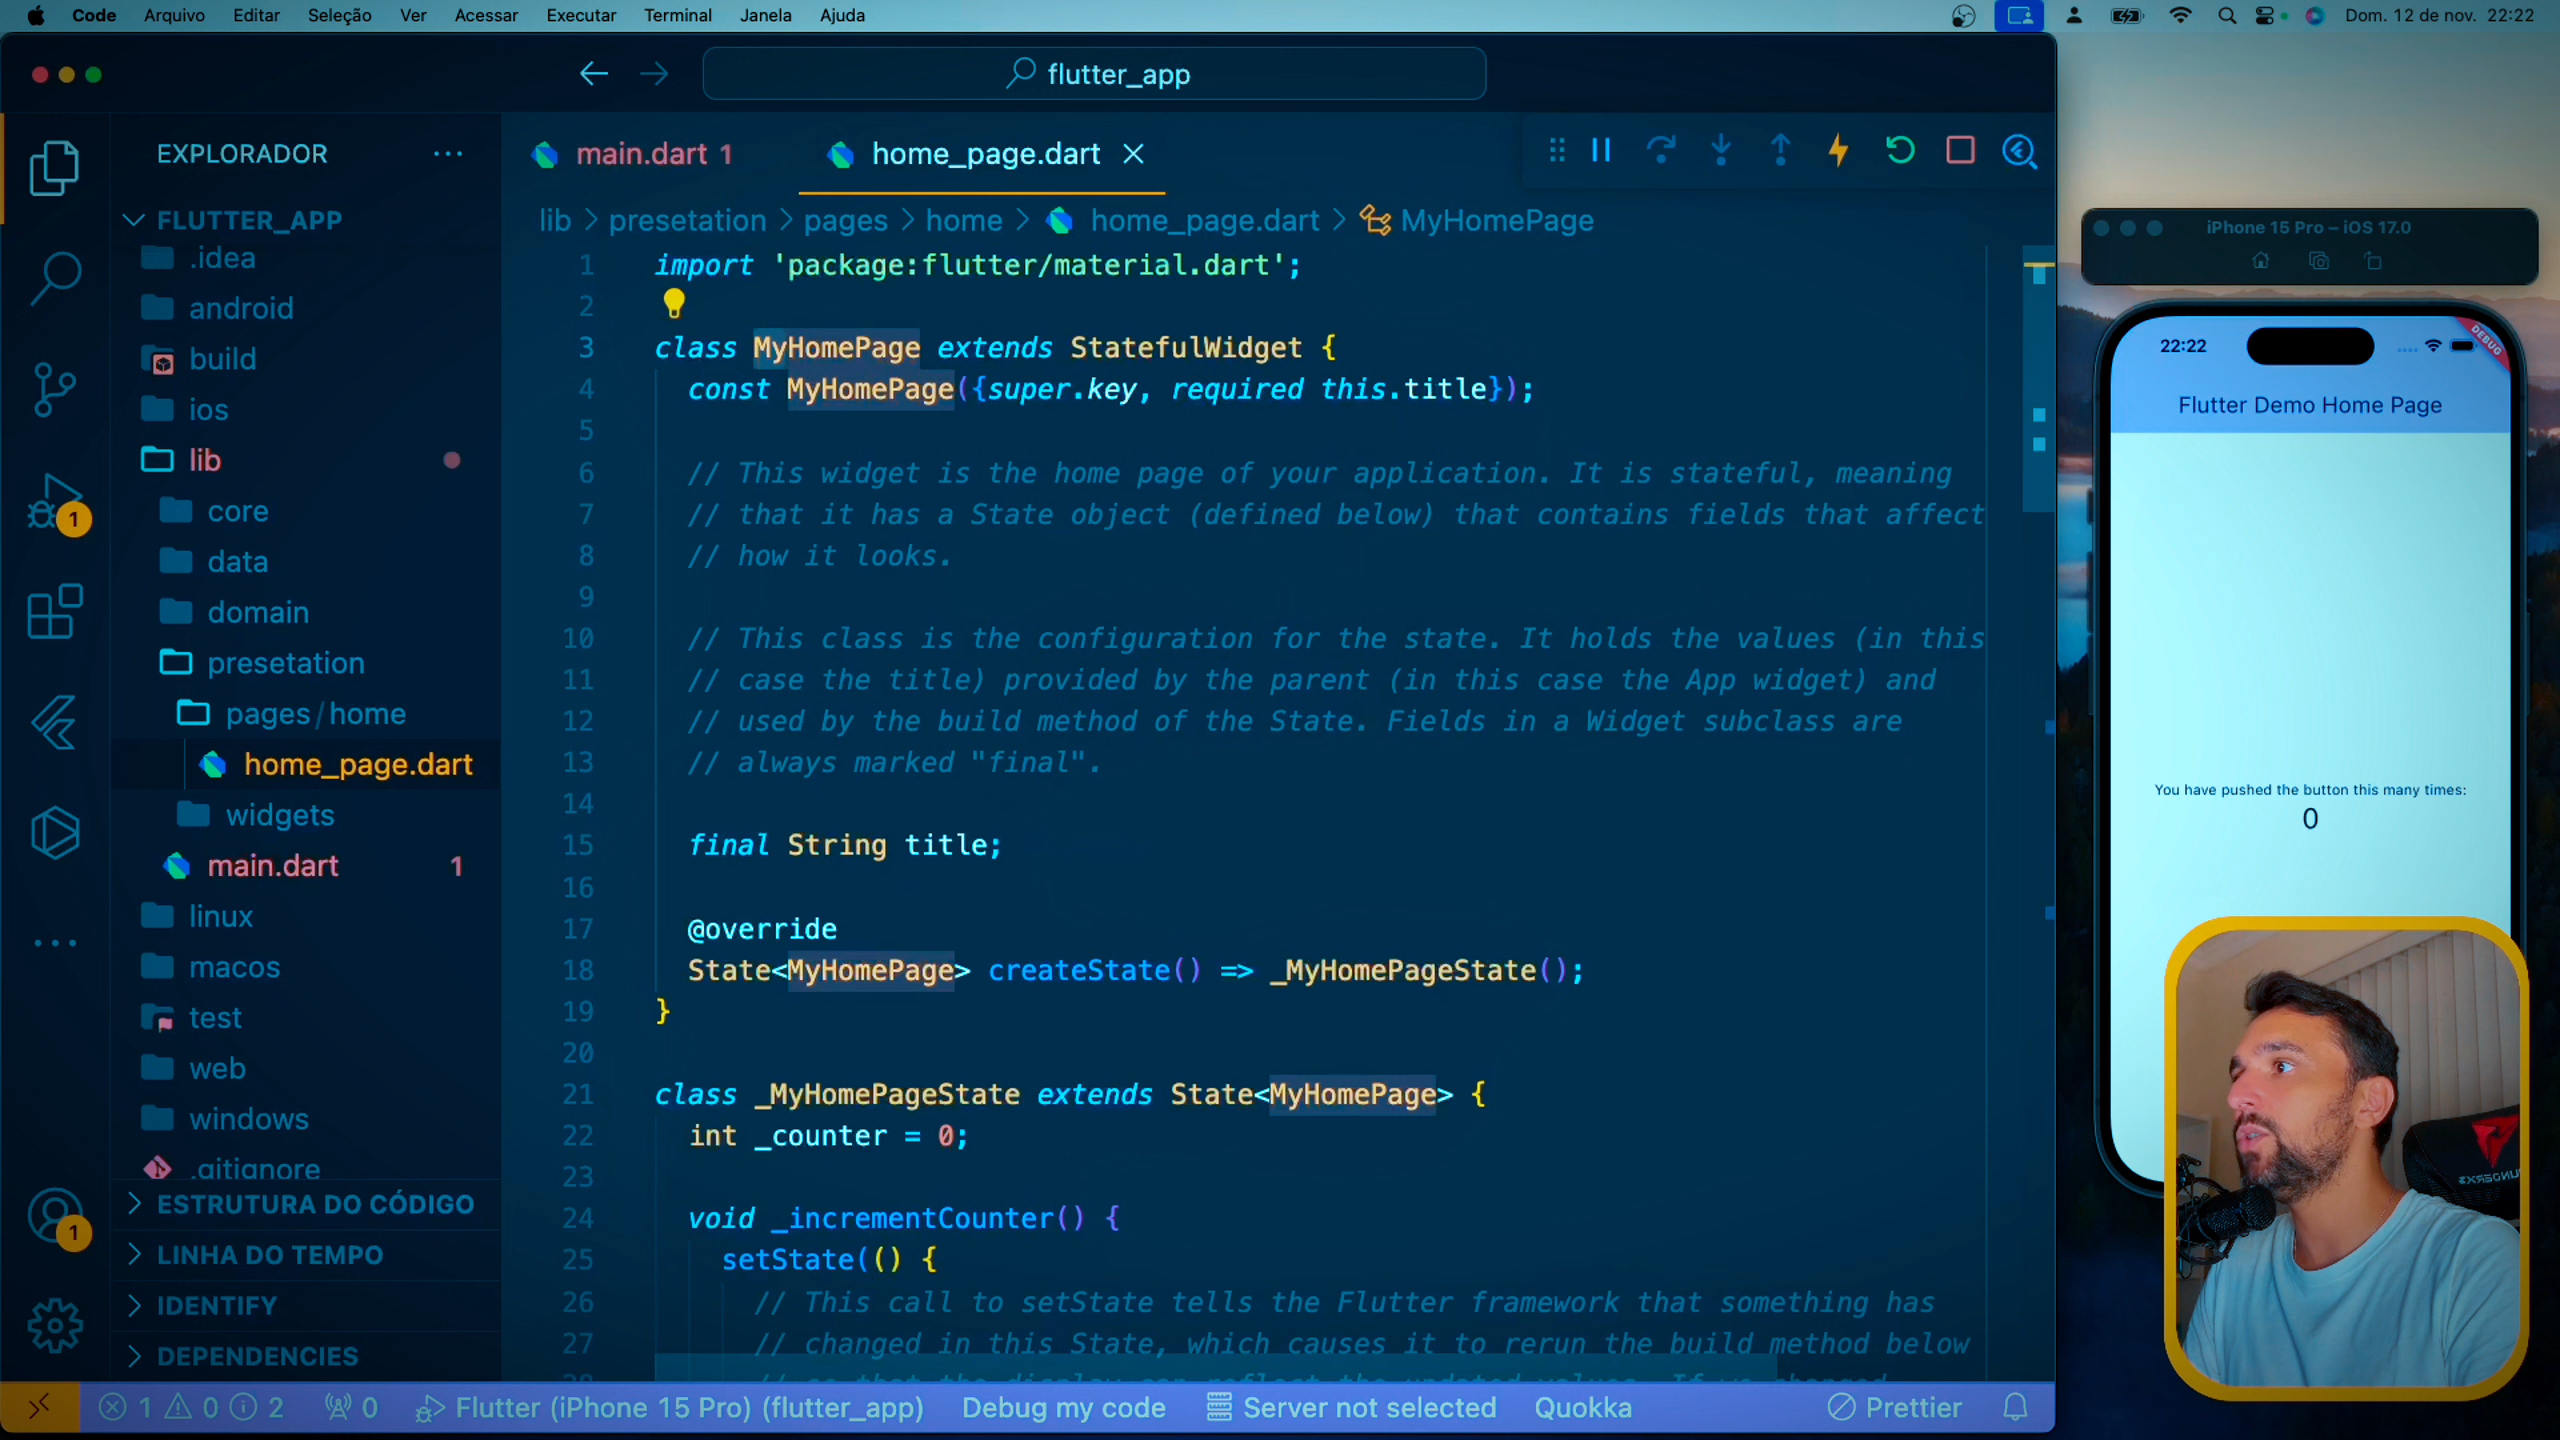 Code Arquivo Editar Seleção Ver Acessar Executar Terminal Janela Ajuda
Dom. 12 de nov. 22:22
flutter_app
EXPLORADOR
main.dart 1
home_page.dart
FLUTTER_APP
.idea
android
build
ios
lib
core
data
domain
presetation
pages/home
home_page.dart
widgets
main.dart 1
linux
macos
test
web
windows
.gitignore
ESTRUTURA DO CÓDIGO
LINHA DO TEMPO
IDENTIFY
DEPENDENCIES
1
1
lib > presetation > pages > home > home_page.dart > MyHomePage
1 import 'package:flutter/material.dart';
2
3 class MyHomePage extends StatefulWidget {
4 const MyHomePage({super.key, required this.title});
5
6 // This widget is the home page of your application. It is stateful, meaning
7 // that it has a State object (defined below) that contains fields that affect
8 // how it looks.
9
10 // This class is the configuration for the state. It holds the values (in this
11 // case the title) provided by the parent (in this case the App widget) and
12 // used by the build method of the State. Fields in a Widget subclass are
13 // always marked "final".
14
15 final String title;
16
17 @override
18 State<MyHomePage> createState() => _MyHomePageState();
19 }
20
21 class _MyHomePageState extends State<MyHomePage> {
22 int _counter = 0;
23
24 void _incrementCounter() {
25 setState(() {
26 // This call to setState tells the Flutter framework that something has
27 // changed in this State, which causes it to rerun the build method below
1 0 2 0 Flutter (iPhone 15 Pro) (flutter_app) Debug my code Server not selected Quokka Prettier
iPhone 15 Pro – iOS 17.0
22:22
DEBUG
Flutter Demo Home Page
You have pushed the button this many times:
0